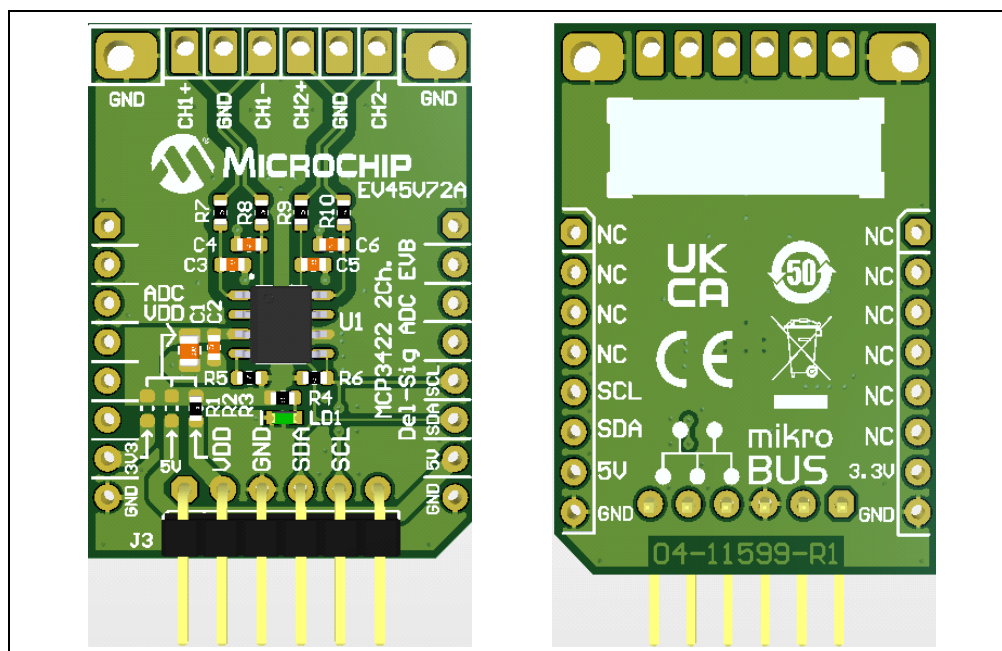 GND
CH1+
GND
CH1-
CH2+
GND
CH2-
GND
MICROCHIP
EV45V72A
R7
R8
R9
R10
C4
C6
C3
C5
ADC
VDD
C1
C2
U1
MCP3422 2Ch.
Del-Sig ADC EVB
R5
R6
R4
LD1
R1
R2
R3
SCL
SDA
3V3
5V
VDD
GND
SDA
SCL
5V
GND
GND
J3
NC
NC
NC
NC
SCL
SDA
5V
GND
UK
CA
50
CE
mikro
BUS
NC
NC
NC
NC
NC
NC
3.3V
GND
04-11599-R1